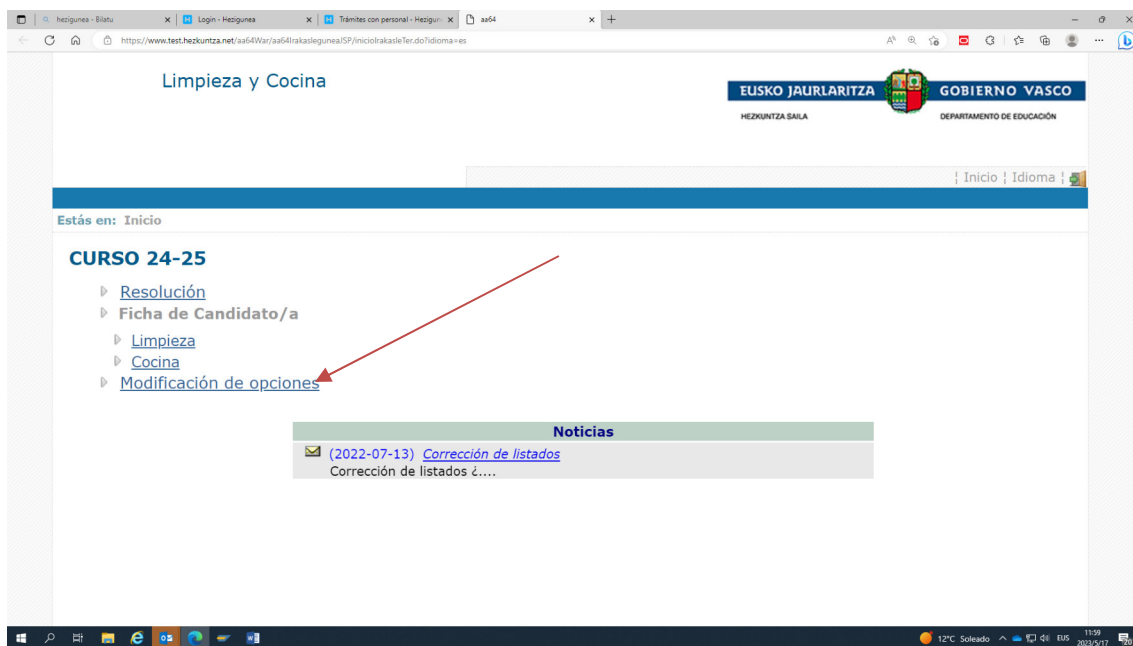 hezigunea - Bilatu
Login - Hezigunea
Trámites con personal - Hezigun
aa64
https://www.test.hezkuntza.net/aa64War/aa64IrakasleguneaJSP/inicioIrakasleTer.do?idioma=es
Limpieza y Cocina
EUSKO JAURLARITZA
GOBIERNO VASCO
HEZKUNTZA SAILA
DEPARTAMENTO DE EDUCACIÓN
¦ Inicio ¦ Idioma ¦
Estás en: Inicio
CURSO 24-25
Resolución
Ficha de Candidato/a
Limpieza
Cocina
Modificación de opciones
Noticias
(2022-07-13) Corrección de listados
Corrección de listados ¿....
12°C Soleado
EUS
11:59
2023/5/17
20